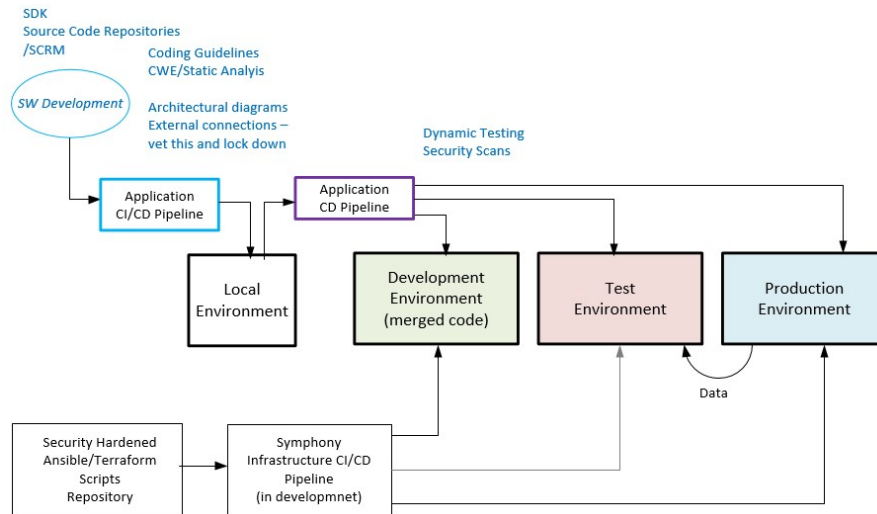 SDK
Source Code Repositories
/SCRM
Coding Guidelines
CWE/Static Analyis
SW Development
Architectural diagrams
External connections –
vet this and lock down
Dynamic Testing
Security Scans
Application
CI/CD Pipeline
Application
CD Pipeline
Local
Environment
Development
Environment
(merged code)
Test
Environment
Production
Environment
Data
Security Hardened
Ansible/Terraform
Scripts
Repository
Symphony
Infrastructure CI/CD
Pipeline
(in developmnet)